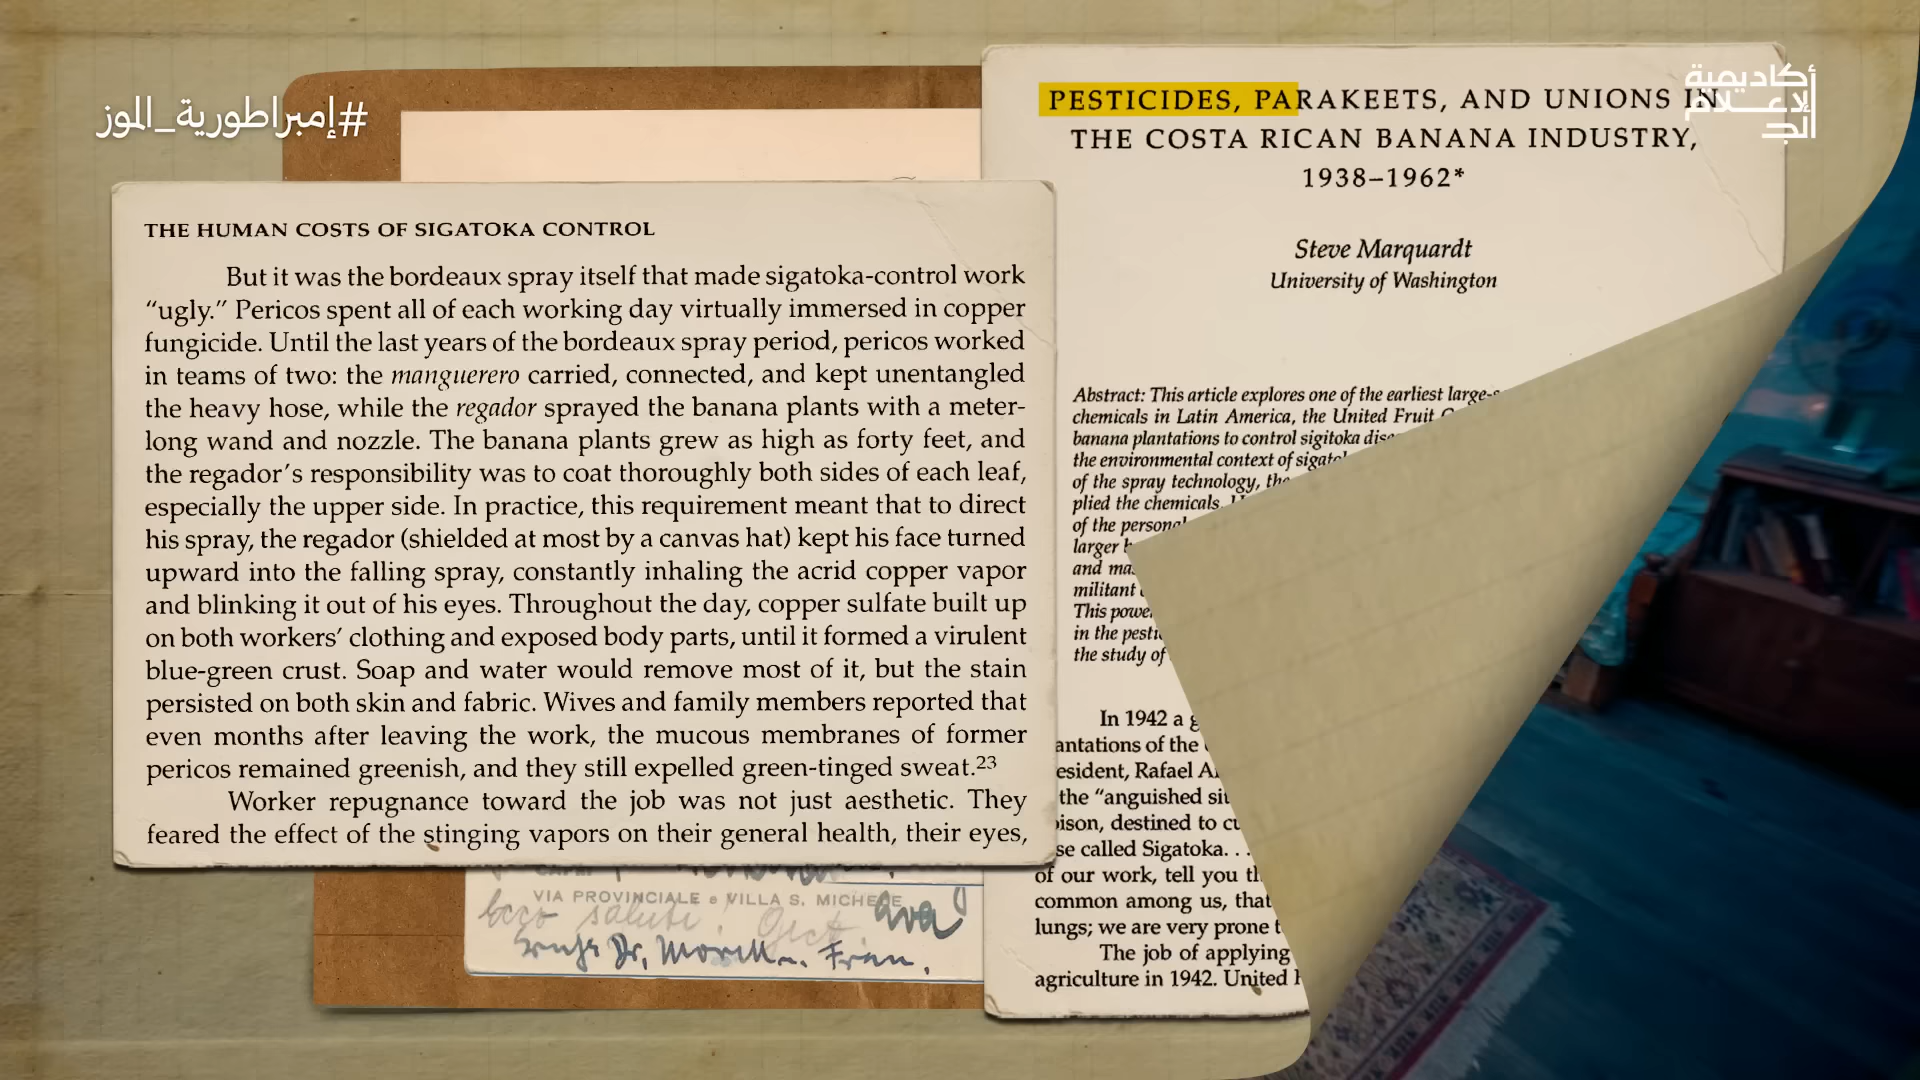 #إمبراطورية_الموز
أكاديمية
الإعلام
الجد
THE HUMAN COSTS OF SIGATOKA CONTROL
But it was the bordeaux spray itself that made sigatoka-control work
“ugly.” Pericos spent all of each working day virtually immersed in copper
fungicide. Until the last years of the bordeaux spray period, pericos worked
in teams of two: the manguerero carried, connected, and kept unentangled
the heavy hose, while the regador sprayed the banana plants with a meter-
long wand and nozzle. The banana plants grew as high as forty feet, and
the regador’s responsibility was to coat thoroughly both sides of each leaf,
especially the upper side. In practice, this requirement meant that to direct
his spray, the regador (shielded at most by a canvas hat) kept his face turned
upward into the falling spray, constantly inhaling the acrid copper vapor
and blinking it out of his eyes. Throughout the day, copper sulfate built up
on both workers’ clothing and exposed body parts, until it formed a virulent
blue-green crust. Soap and water would remove most of it, but the stain
persisted on both skin and fabric. Wives and family members reported that
even months after leaving the work, the mucous membranes of former
pericos remained greenish, and they still expelled green-tinged sweat.23
Worker repugnance toward the job was not just aesthetic. They
feared the effect of the stinging vapors on their general health, their eyes,
PESTICIDES, PARAKEETS, AND UNIONS IN
THE COSTA RICAN BANANA INDUSTRY,
1938–1962*
Steve Marquardt
University of Washington
Abstract: This article explores one of the earliest large-
chemicals in Latin America, the United Fruit
banana plantations to control sigitoka
the environmental context of
of the spray technology,
plied the chemicals.
of the
larger
and
militant
This
in the
the study of
In 1942 a
antations of the
esident, Rafael
the “anguished
ison, destined to
se called Sigatoka. . .
of our work, tell you
common among us, that
lungs; we are very prone
The job of applying
agriculture in 1942. United
VIA PROVINCIALE e VILLA S. MICHELE
saluti
Dr.